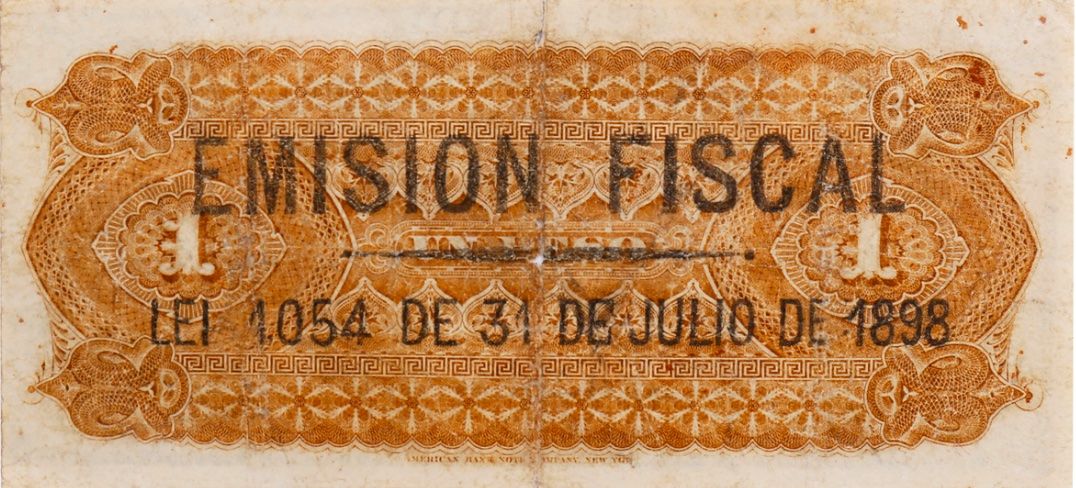 EMISION FISCAL
1 UN PESO 1
LEI 1054 DE 31 DE JULIO DE 1898
AMERICAN BANK NOTE COMPANY, NEW YORK